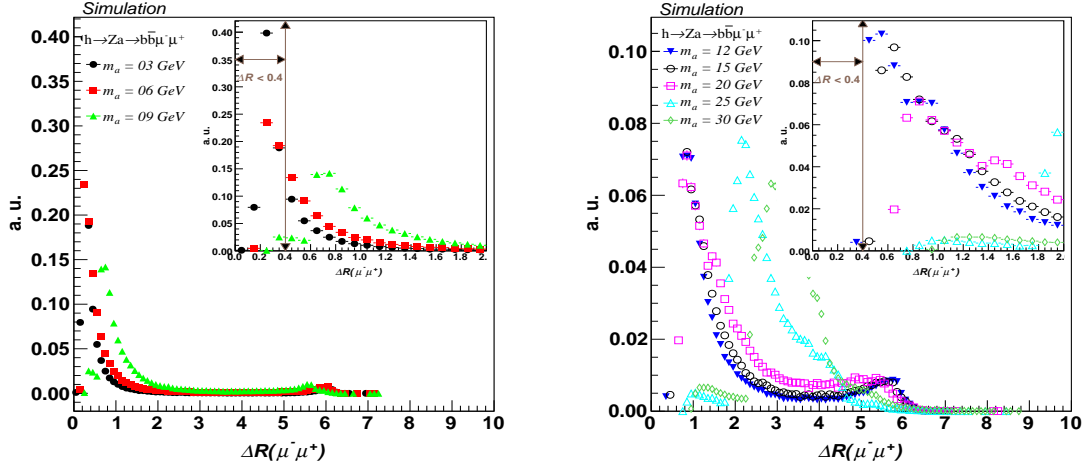 Simulation
h→Za→bb̅μ⁻μ⁺
m_a = 03 GeV
m_a = 06 GeV
m_a = 09 GeV
a. u.
0.40
0.35
0.30
0.25
0.20
0.15
0.10
0.05
0.00
0 1 2 3 4 5 6 7 8 9 10
ΔR(μ⁻μ⁺)
a. u.
0.40
0.35
0.30
0.25
0.20
0.15
0.10
0.05
0.00
ΔR < 0.4
0.0 0.2 0.4 0.6 0.8 1.0 1.2 1.4 1.6 1.8 2.
ΔR(μ⁻μ⁺)
Simulation
h→Za→bb̅μ⁻μ⁺
m_a = 12 GeV
m_a = 15 GeV
m_a = 20 GeV
m_a = 25 GeV
m_a = 30 GeV
a. u.
0.10
0.08
0.06
0.04
0.02
0.00
0 1 2 3 4 5 6 7 8 9 10
ΔR(μ⁻μ⁺)
a. u.
0.10
0.08
0.06
0.04
0.02
0.00
ΔR < 0.4
0.0 0.2 0.4 0.6 0.8 1.0 1.2 1.4 1.6 1.8 2.
ΔR(μ⁻μ⁺)